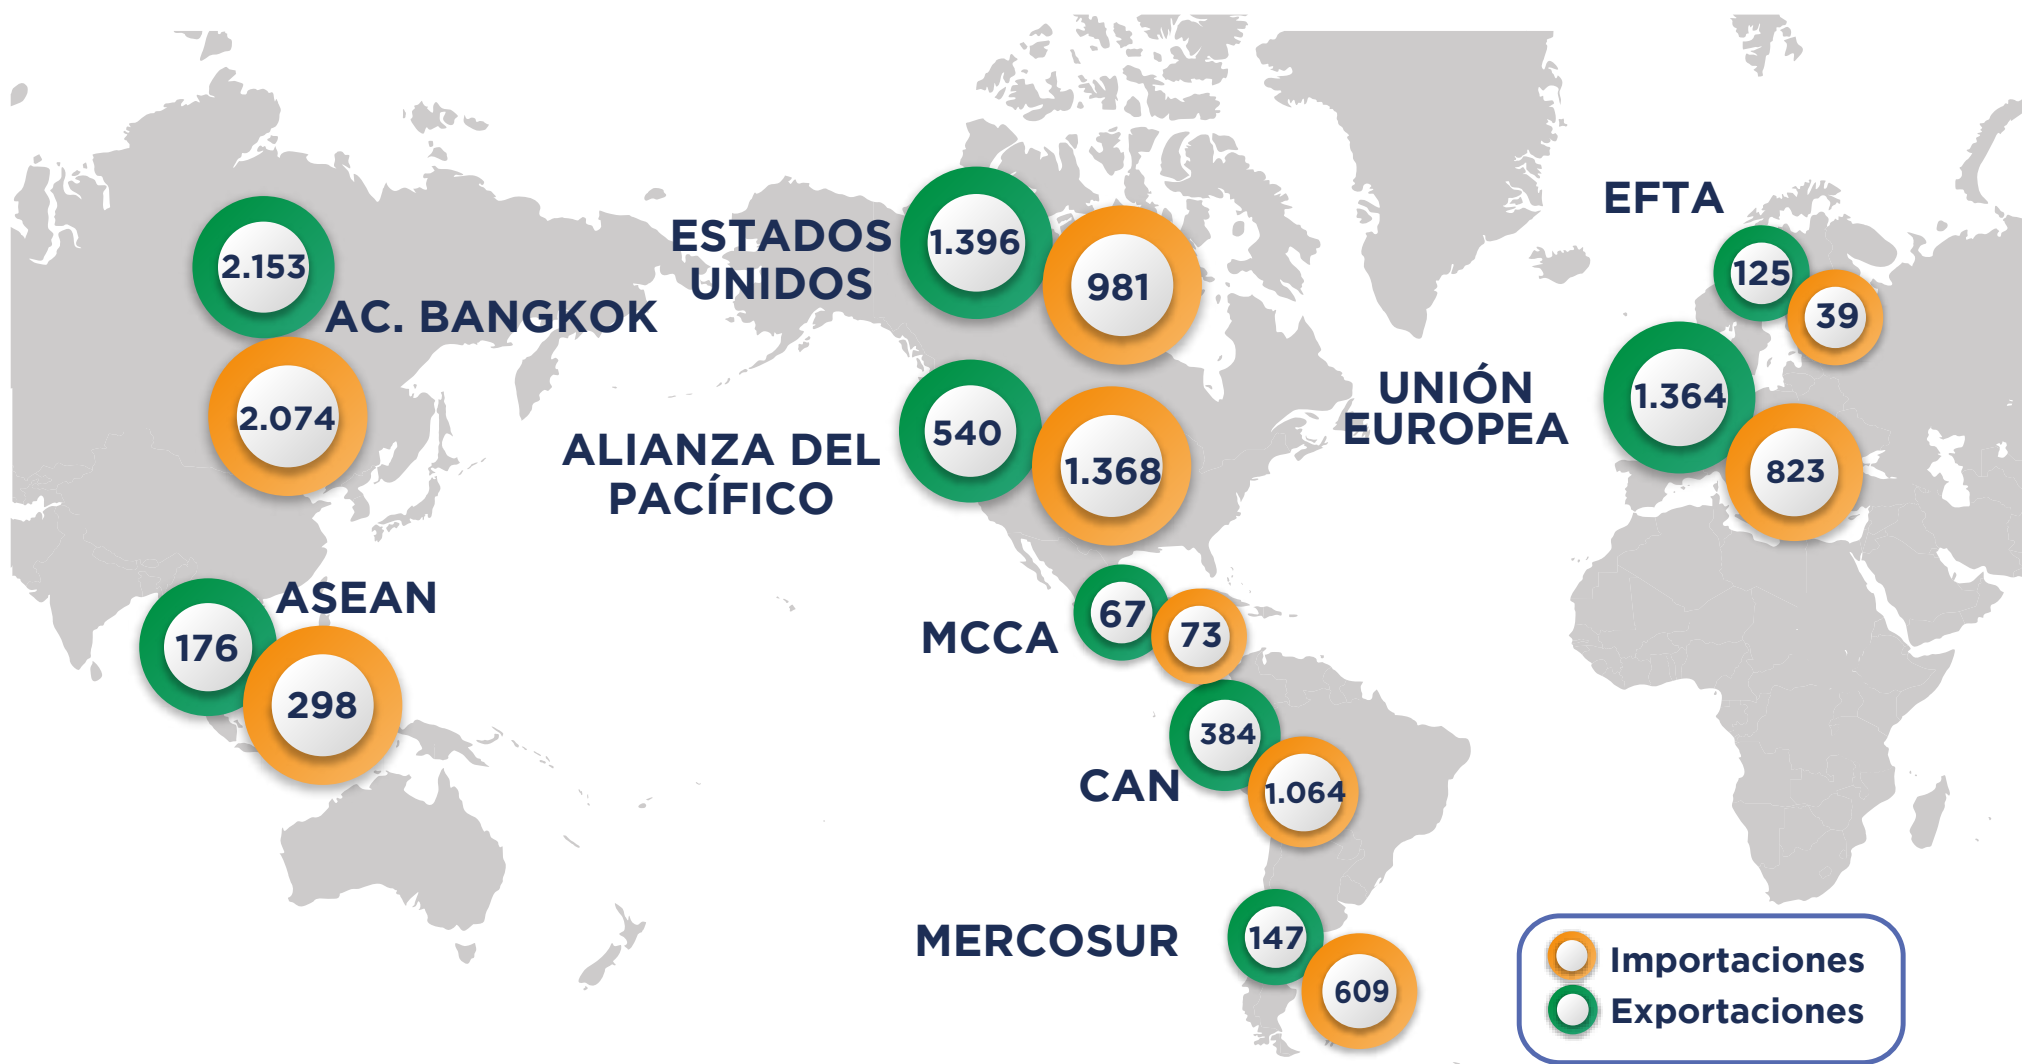 EFTA
125
39
ESTADOS
UNIDOS
1.396
981
2.153
AC. BANGKOK
2.074
UNIÓN
EUROPEA
1.364
823
ALIANZA DEL
PACÍFICO
540
1.368
ASEAN
176
298
MCCA
67
73
CAN
384
1.064
MERCOSUR
147
609
Importaciones
Exportaciones